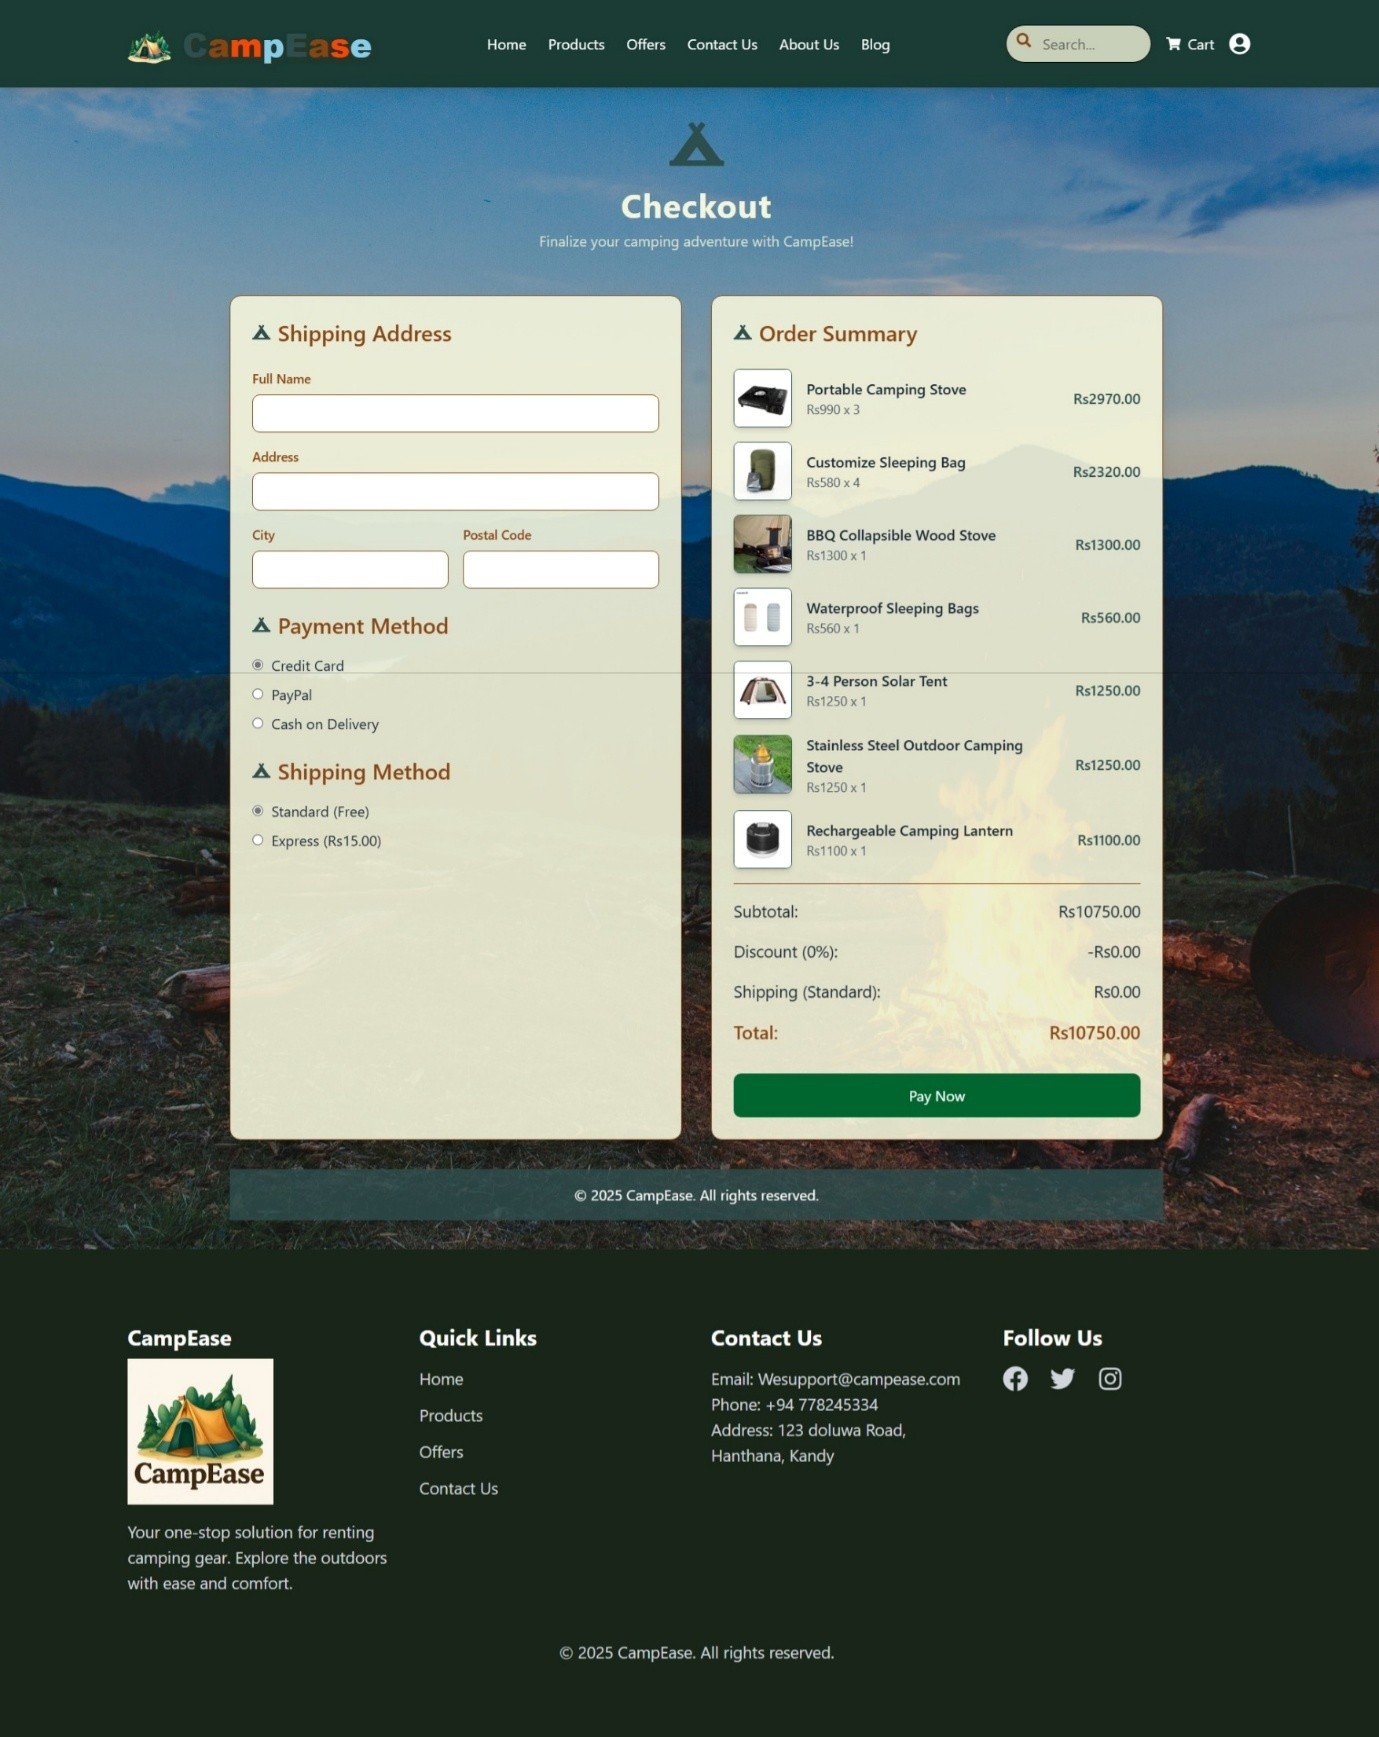 CampEase
Home Products Offers Contact Us About Us Blog
Search...
Cart
Checkout
Finalize your camping adventure with CampEase!
Shipping Address
Full Name
Address
City Postal Code
Payment Method
Credit Card
PayPal
Cash on Delivery
Shipping Method
Standard (Free)
Express (Rs15.00)
Order Summary
Portable Camping Stove
Rs990 x 3
Rs2970.00
Customize Sleeping Bag
Rs580 x 4
Rs2320.00
BBQ Collapsible Wood Stove
Rs1300 x 1
Rs1300.00
Waterproof Sleeping Bags
Rs560 x 1
Rs560.00
3-4 Person Solar Tent
Rs1250 x 1
Rs1250.00
Stainless Steel Outdoor Camping
Stove
Rs1250 x 1
Rs1250.00
Rechargeable Camping Lantern
Rs1100 x 1
Rs1100.00
Subtotal: Rs10750.00
Discount (0%): -Rs0.00
Shipping (Standard): Rs0.00
Total: Rs10750.00
Pay Now
© 2025 CampEase. All rights reserved.
CampEase
CampEase
Your one-stop solution for renting
camping gear. Explore the outdoors
with ease and comfort.
Quick Links
Home
Products
Offers
Contact Us
Contact Us
Email: Wesupport@campease.com
Phone: +94 778245334
Address: 123 doluwa Road,
Hanthana, Kandy
Follow Us
© 2025 CampEase. All rights reserved.